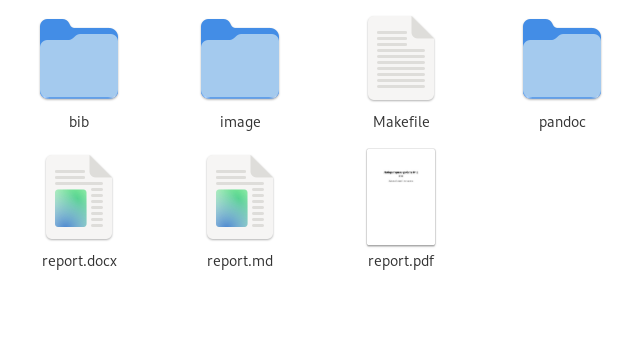 bib
image
Makefile
pandoc
report.docx
report.md
report.pdf